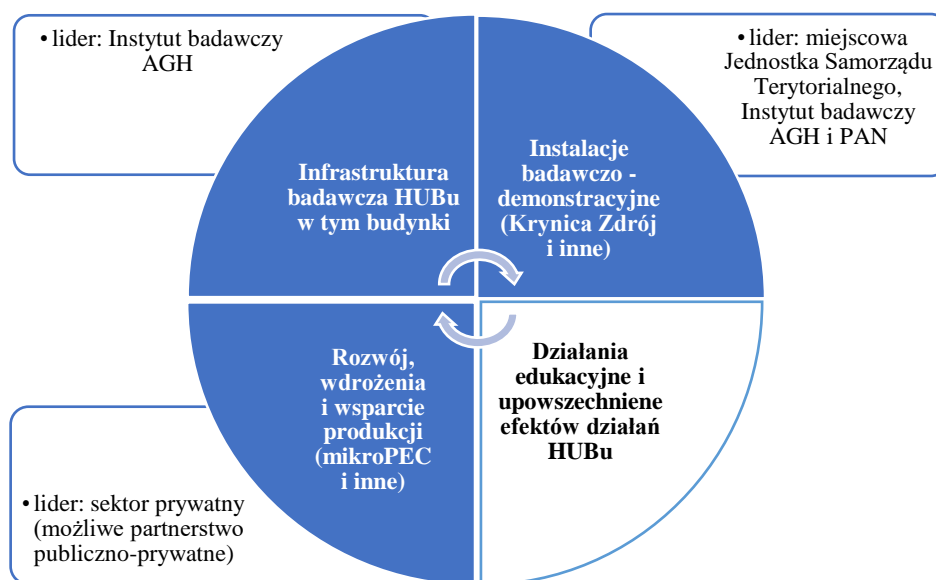 • lider: Instytut badawczy
AGH
• lider: miejscowa
Jednostka Samorządu
Terytorialnego,
Instytut badawczy
AGH i PAN
Infrastruktura
badawcza HUBu
w tym budynki
Instalacje
badawczo -
demonstracyjne
(Krynica Zdrój
i inne)
Rozwój,
wdrożenia
i wsparcie
produkcji
(mikroPEC
i inne)
Działania
edukacyjne i
upowszechniene
efektów działań
HUBu
• lider: sektor prywatny
(możliwe partnerstwo
publiczno-prywatne)